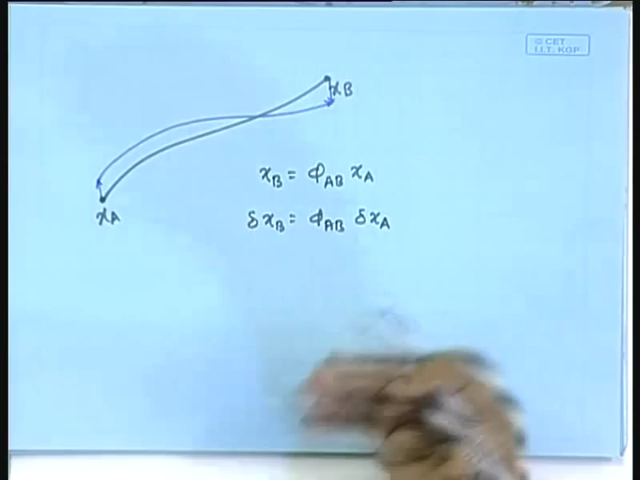 © CET
I.I.T. KGP
x_B
x_B = Φ_AB x_A
x_A
δx_B = Φ_AB δx_A